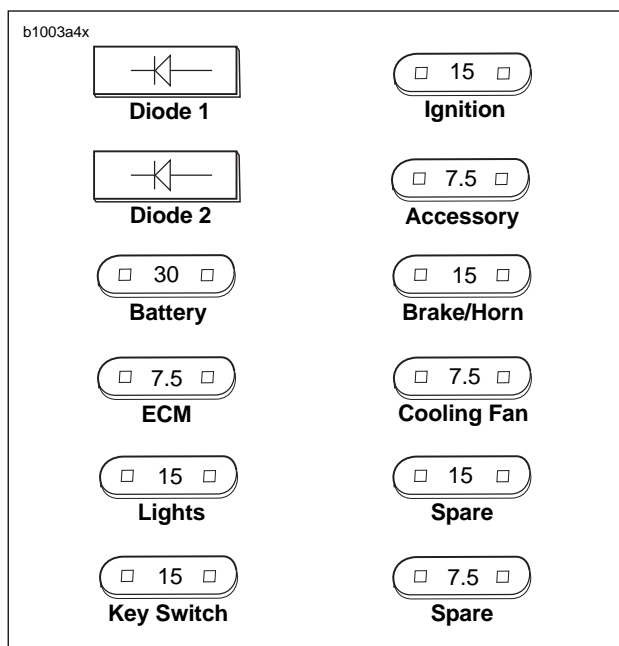 b1003a4x
Diode 1
15
Ignition
Diode 2
7.5
Accessory
30
Battery
15
Brake/Horn
7.5
ECM
7.5
Cooling Fan
15
Lights
15
Spare
15
Key Switch
7.5
Spare